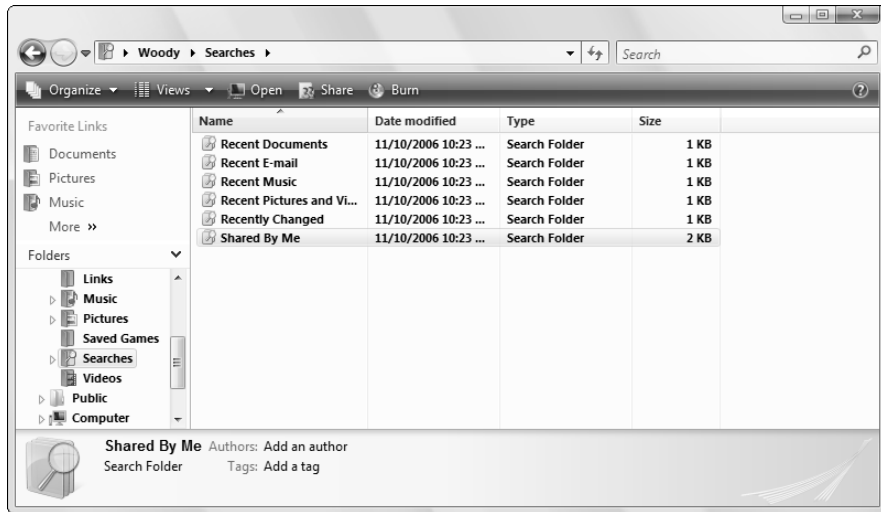 Woody Searches
Search
Organize Views Open Share Burn
Favorite Links
Documents
Pictures
Music
More »
Folders
Links
Music
Pictures
Saved Games
Searches
Videos
Public
Computer
Name Date modified Type Size
Recent Documents 11/10/2006 10:23 ... Search Folder 1 KB
Recent E-mail 11/10/2006 10:23 ... Search Folder 1 KB
Recent Music 11/10/2006 10:23 ... Search Folder 1 KB
Recent Pictures and Vi... 11/10/2006 10:23 ... Search Folder 1 KB
Recently Changed 11/10/2006 10:23 ... Search Folder 1 KB
Shared By Me 11/10/2006 10:23 ... Search Folder 2 KB
Shared By Me Authors: Add an author
Search Folder Tags: Add a tag